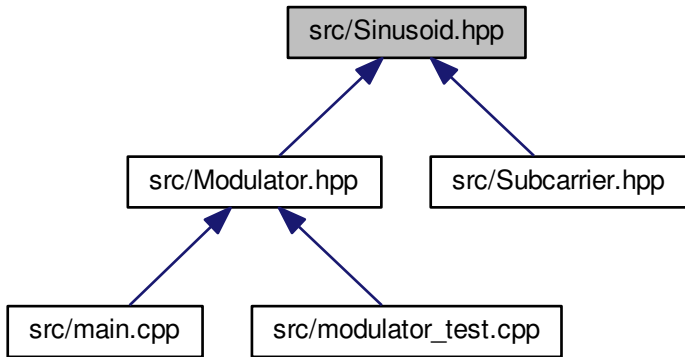 src/Sinusoid.hpp
src/Modulator.hpp
src/Subcarrier.hpp
src/main.cpp
src/modulator_test.cpp